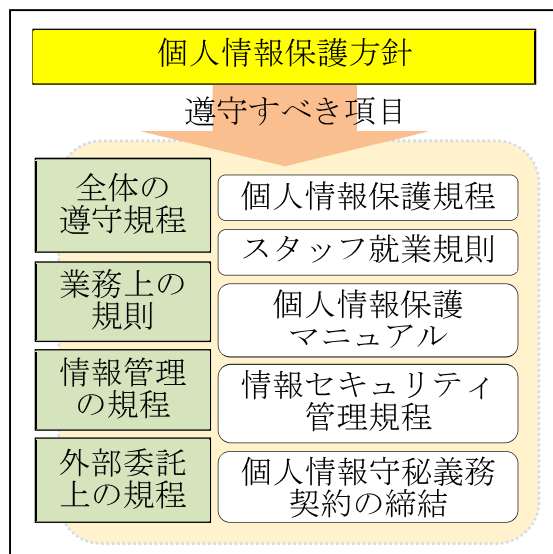 個人情報保護方針
遵守すべき項目
全体の
遵守規程
個人情報保護規程
スタッフ就業規則
業務上の
規則
個人情報保護
マニュアル
情報管理
の規程
情報セキュリティ
管理規程
外部委託
上の規程
個人情報守秘義務
契約の締結